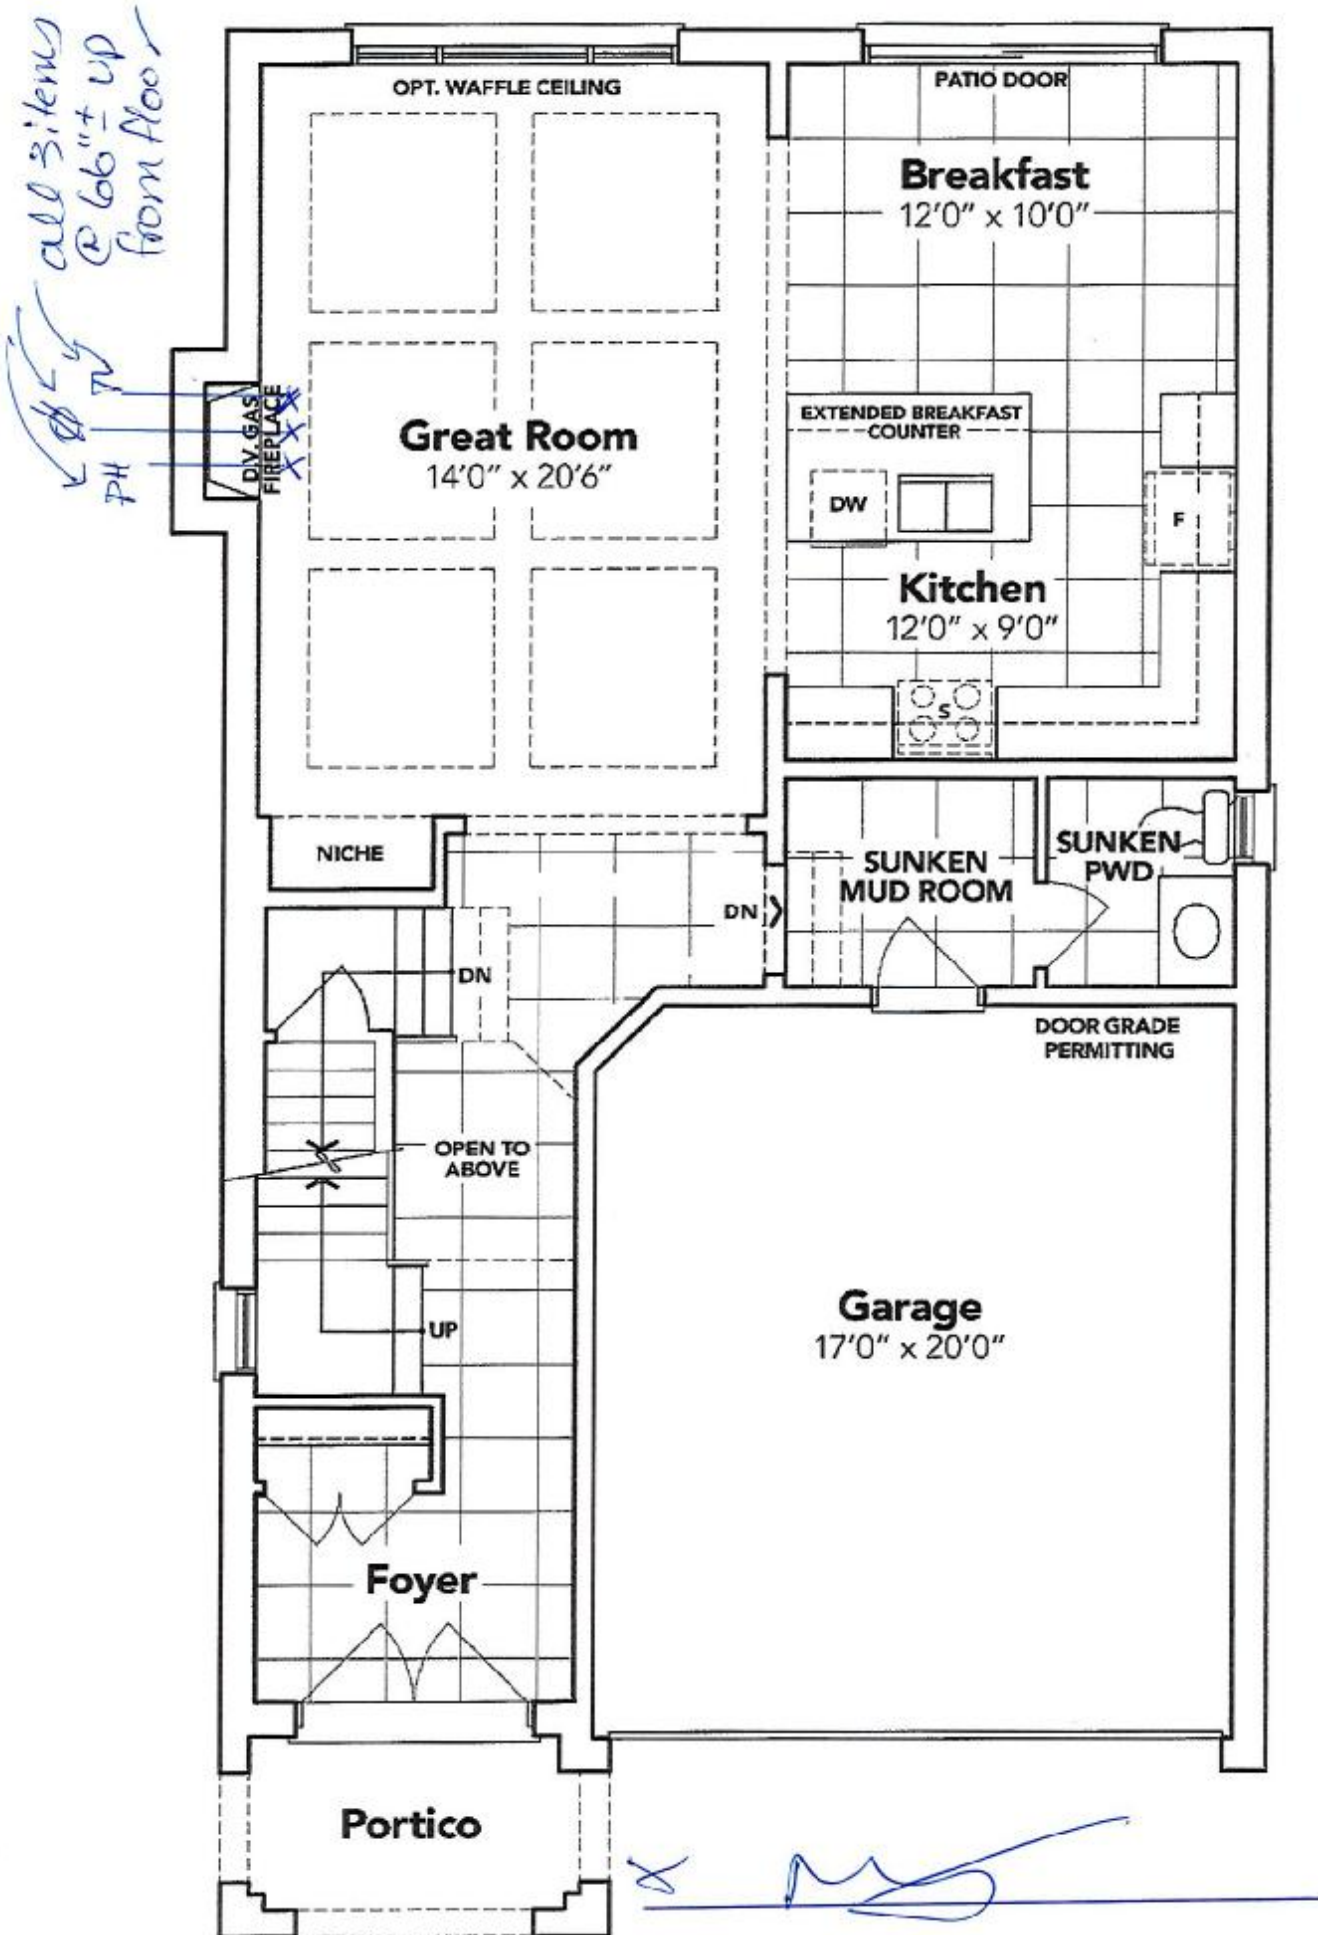 all 3 items
@ 66"± up
from floor
TV
PH
OPT. WAFFLE CEILING
PATIO DOOR
Breakfast
12'0" x 10'0"
D.V. GAS
FIREPLACE
Great Room
14'0" x 20'6"
EXTENDED BREAKFAST
COUNTER
DW
F
Kitchen
12'0" x 9'0"
S
NICHE
SUNKEN
MUD ROOM
SUNKEN
PWD
DN
DN
DOOR GRADE
PERMITTING
OPEN TO
ABOVE
UP
Garage
17'0" x 20'0"
Foyer
Portico
x